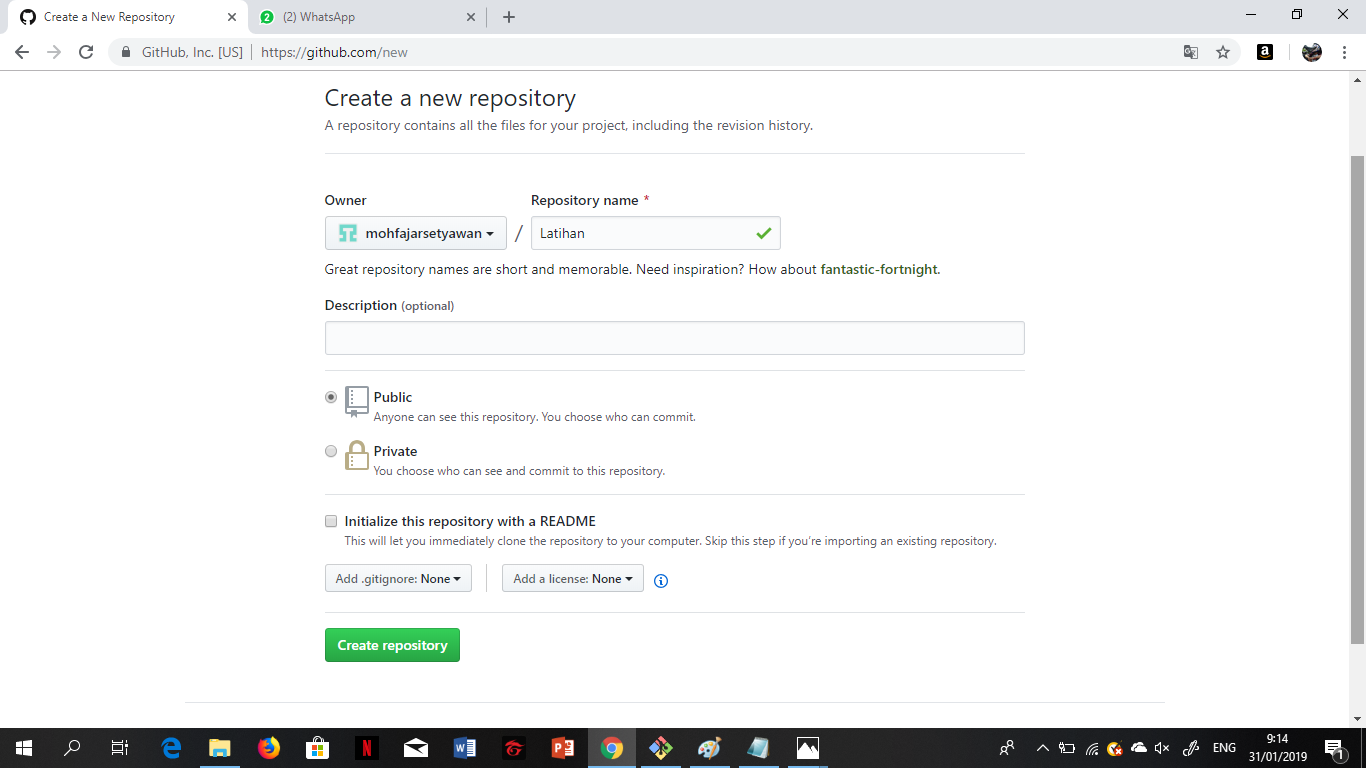 Create a New Repository
2
(2) WhatsApp
GitHub, Inc. [US]
https://github.com/new
Create a new repository
A repository contains all the files for your project, including the revision history.
Owner
Repository name *
mohfajarsetyawan
/
Latihan
Great repository names are short and memorable. Need inspiration? How about fantastic-fortnight.
Description (optional)
Public
Anyone can see this repository. You choose who can commit.
Private
You choose who can see and commit to this repository.
Initialize this repository with a README
This will let you immediately clone the repository to your computer. Skip this step if you’re importing an existing repository.
Add .gitignore: None
Add a license: None
Create repository
ENG
9:14
31/01/2019
1